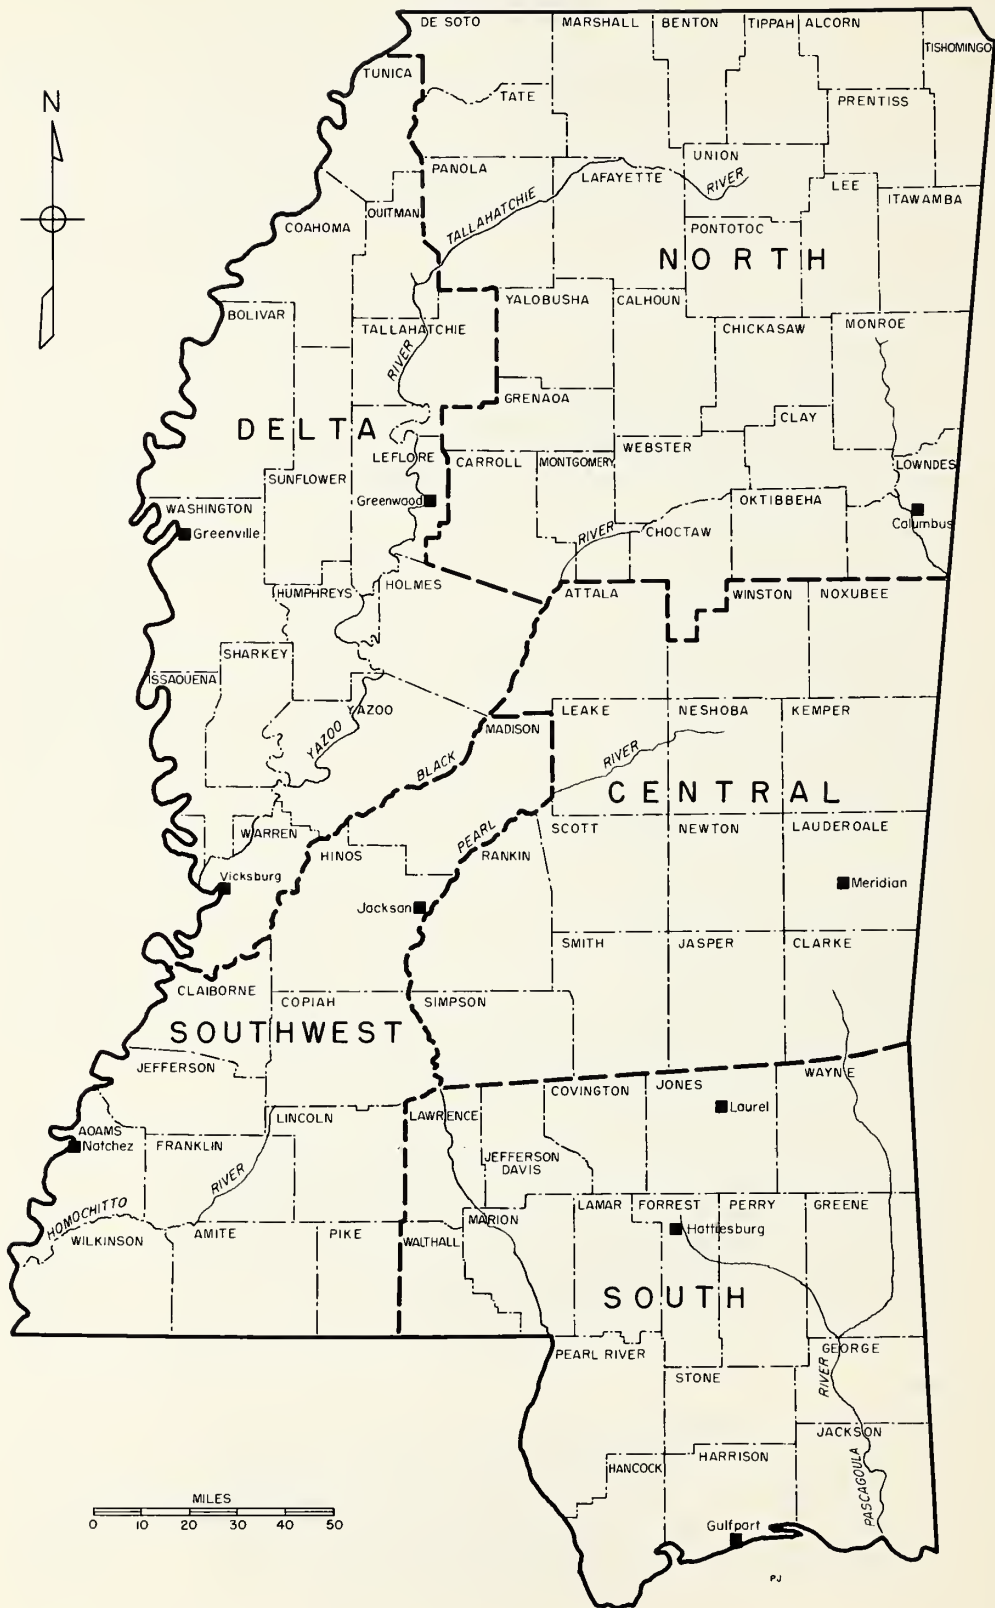 DE SOTO
MARSHALL
BENTON
TIPPAH
ALCORN
TISHOMINGO
N
TUNICA
TATE
PRENTISS
PANOLA
LAFAYETTE
UNION
LEE
ITAWAMBA
QUITMAN
COAHOMA
TALLAHATCHIE
RIVER
PONTOTOC
NORTH
BOLIVAR
TALLAHATCHIE
YALOBUSHA
CALHOUN
CHICKASAW
MONROE
RIVER
GRENADA
CLAY
DELTA
LEFLORE
CARROLL
MONTGOMERY
WEBSTER
LOWNDES
SUNFLOWER
WASHINGTON
Greenwood
OKTIBBEHA
Greenville
RIVER
CHOCTAW
Columbus
HUMPHREYS
HOLMES
ATTALA
WINSTON
NOXUBEE
SHARKEY
ISSAQUENA
YAZOO
YAZOO
MADISON
LEAKE
NESHOBA
KEMPER
BLACK
RIVER
CENTRAL
WARREN
HINDS
PEARL
RANKIN
SCOTT
NEWTON
LAUDERDALE
Vicksburg
Jackson
Meridian
SMITH
JASPER
CLARKE
CLAIBORNE
COPIAH
SIMPSON
SOUTHWEST
JEFFERSON
LINCOLN
LAWRENCE
COVINGTON
JONES
WAYNE
Laurel
ADAMS
Natchez
FRANKLIN
JEFFERSON
DAVIS
RIVER
HOMOCHITTO
WILKINSON
AMITE
PIKE
WALTHALL
MARION
LAMAR
FORREST
PERRY
GREENE
Hattiesburg
SOUTH
PEARL RIVER
STONE
GEORGE
RIVER
JACKSON
HANCOCK
HARRISON
PASCAGOULA
Gulfport
MILES
0 10 20 30 40 50
PJ